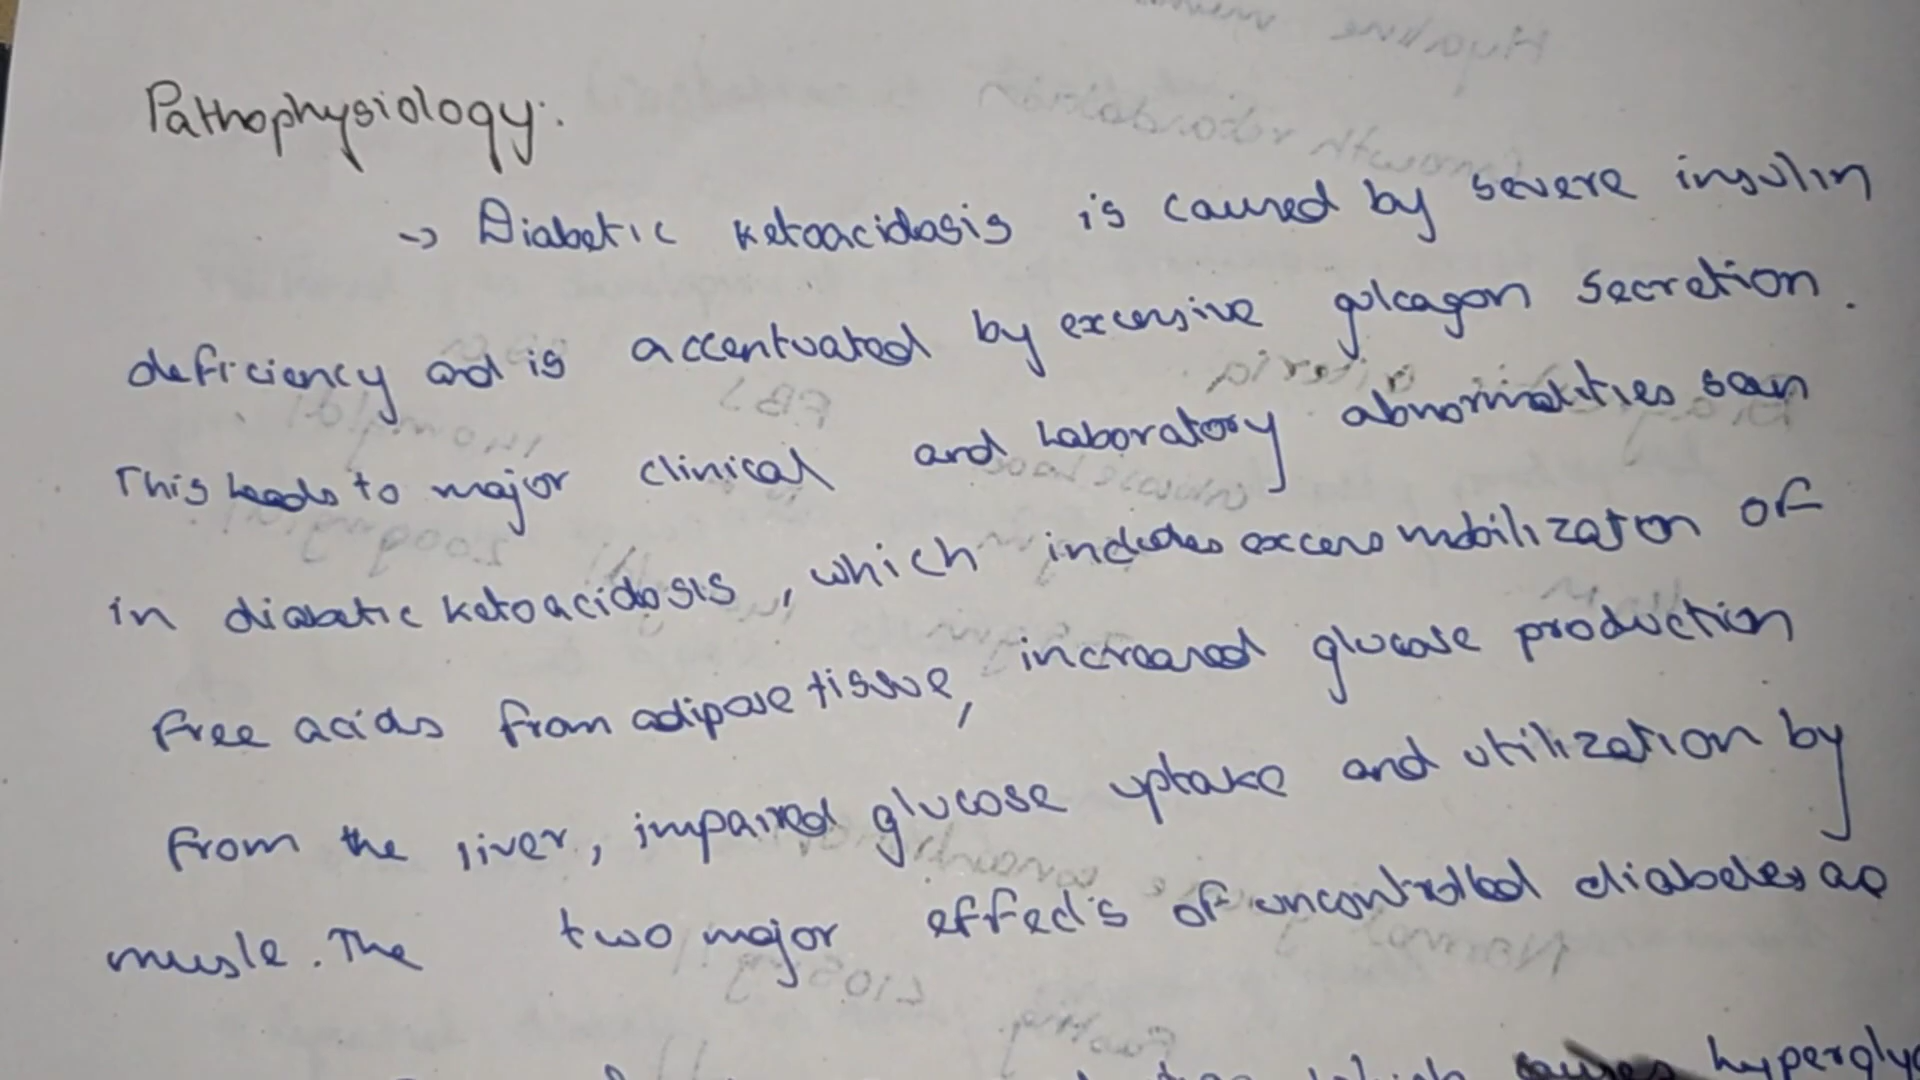 Pathophysiology:
-> Diabetic ketoacidosis is caused by severe insulin
deficiency and is accentuated by excessive gulcagon secretion.
This leads to major clinical and Laboratory abnormalities seen
in diabetic ketoacidosis, which includes excess mobilization of
free acids from adipose tissue, increased glucose production
from the liver, impaired glucose uptake and utilization by
musle. The two major effects of uncontrolled diabetes are
which causes hypergly